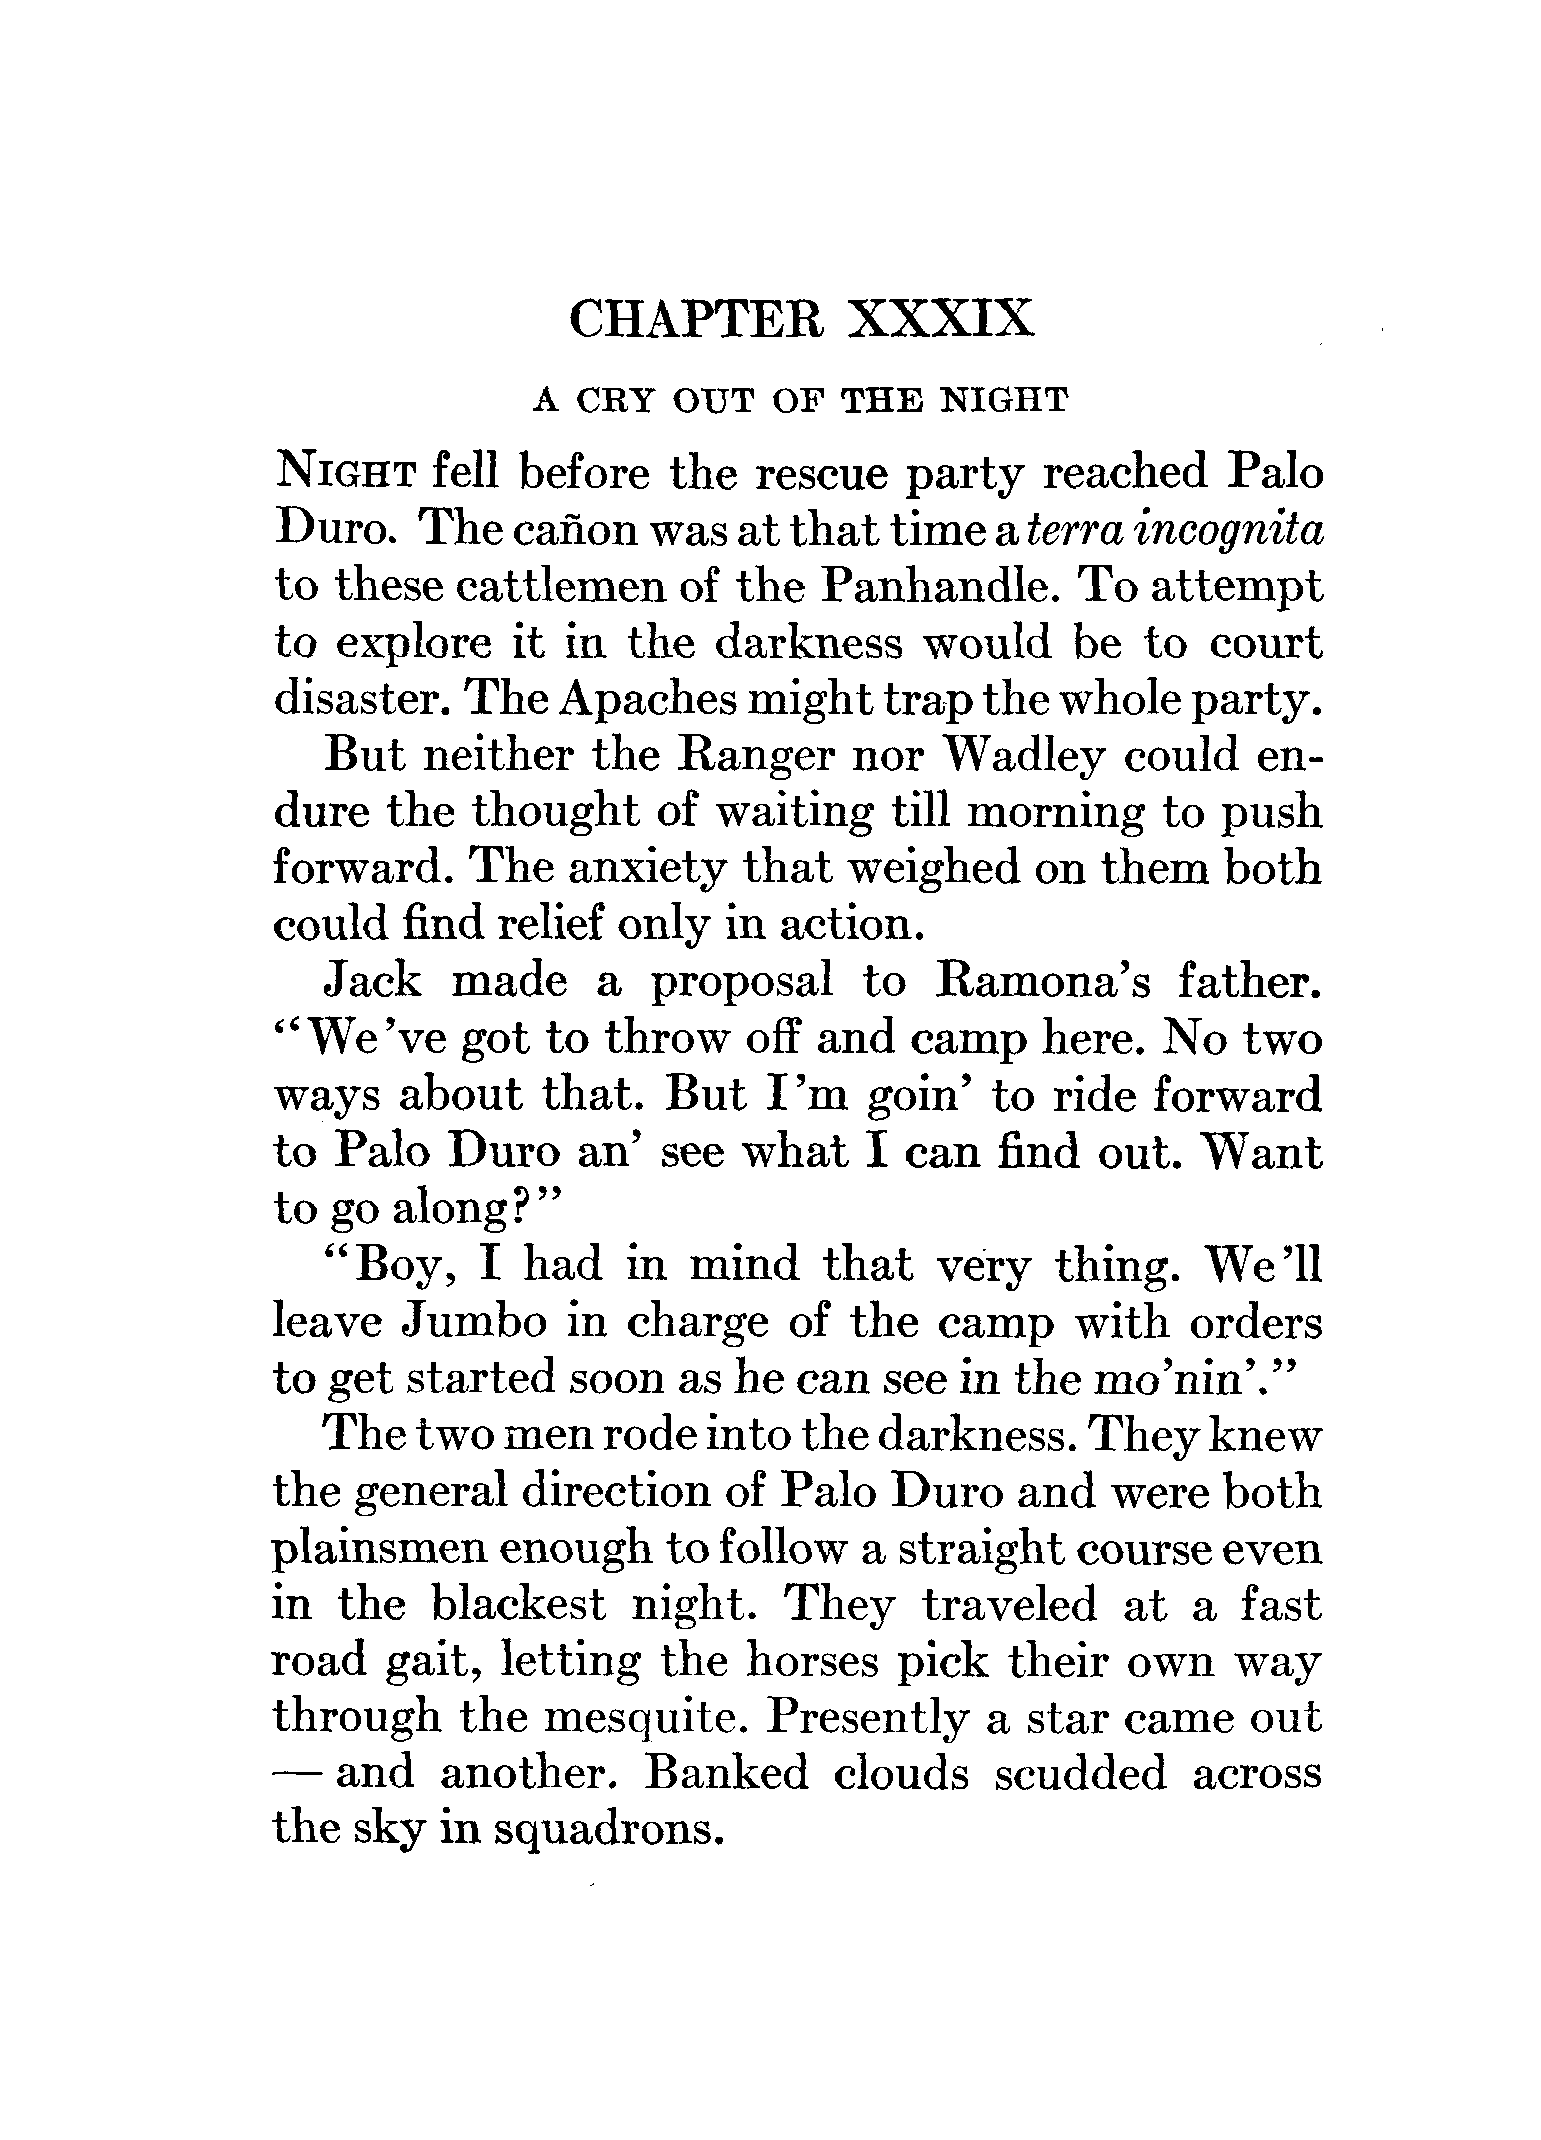 CHAPTER XXXIX
A CRY OUT OF THE NIGHT
NIGHT fell before the rescue party reached Palo
Duro. The cañon was at that time a terra incognita
to these cattlemen of the Panhandle. To attempt
to explore it in the darkness would be to court
disaster. The Apaches might trap the whole party.
But neither the Ranger nor Wadley could en-
dure the thought of waiting till morning to push
forward. The anxiety that weighed on them both
could find relief only in action.
Jack made a proposal to Ramona's father.
"We've got to throw off and camp here. No two
ways about that. But I'm goin' to ride forward
to Palo Duro an' see what I can find out. Want
to go along?"
"Boy, I had in mind that very thing. We'll
leave Jumbo in charge of the camp with orders
to get started soon as he can see in the mo'nin'."
The two men rode into the darkness. They knew
the general direction of Palo Duro and were both
plainsmen enough to follow a straight course even
in the blackest night. They traveled at a fast
road gait, letting the horses pick their own way
through the mesquite. Presently a star came out
— and another. Banked clouds scudded across
the sky in squadrons.